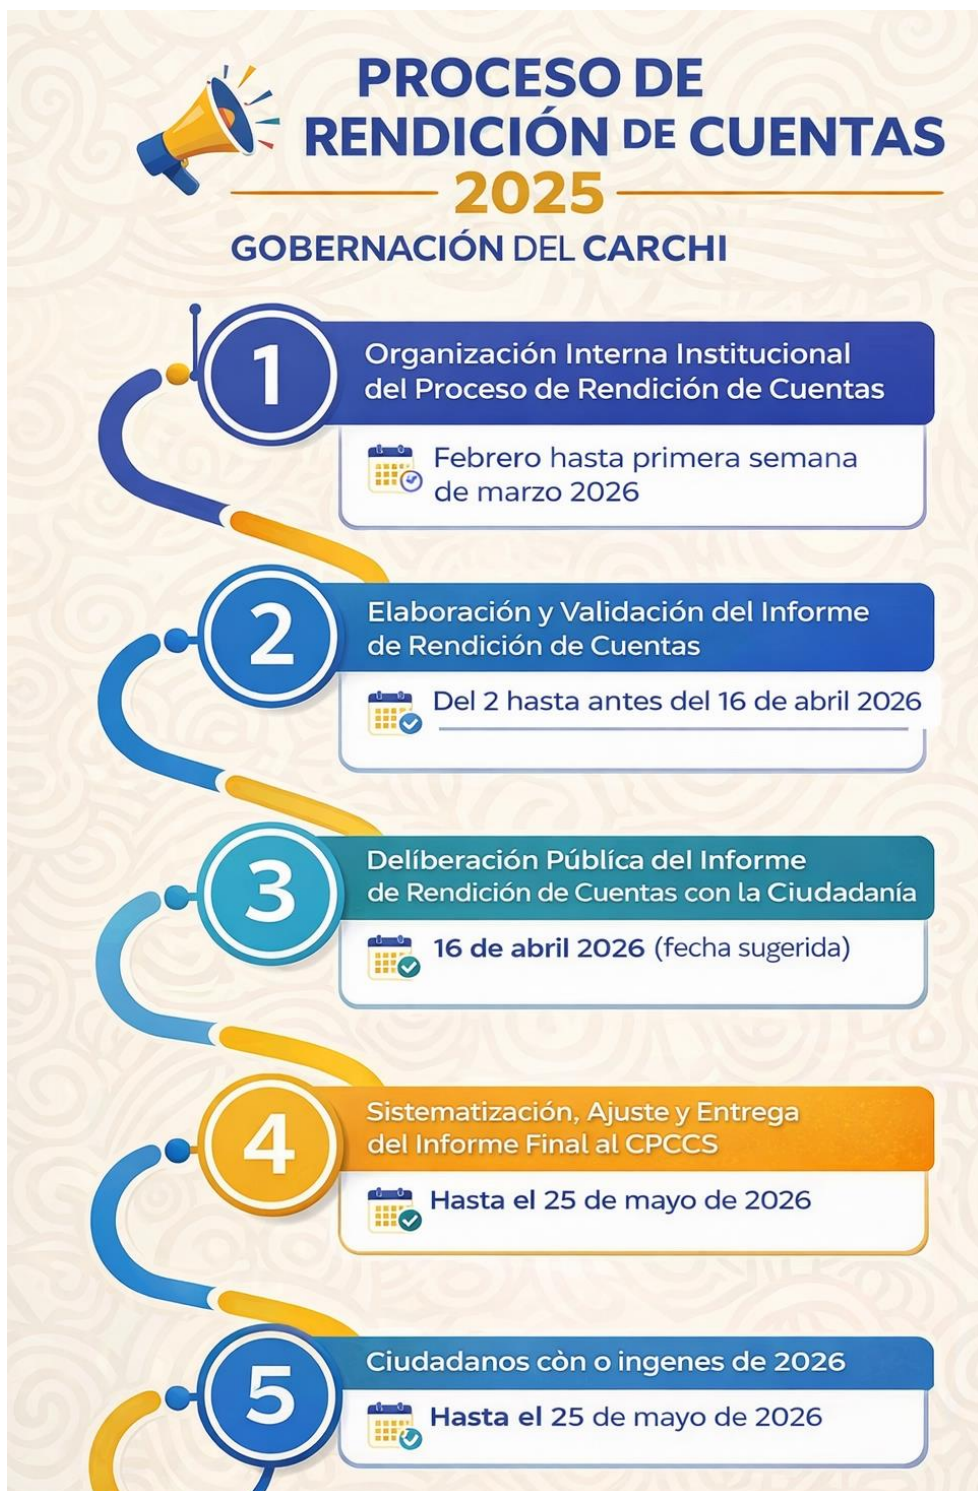 PROCESO DE
RENDICIÓN DE CUENTAS
2025
GOBERNACIÓN DEL CARCHI
1
Organización Interna Institucional
del Proceso de Rendición de Cuentas
Febrero hasta primera semana
de marzo 2026
2
Elaboración y Validación del Informe
de Rendición de Cuentas
Del 2 hasta antes del 16 de abril 2026
3
Delíberación Públíca del Informe
de Rendición de Cuentas con la Ciudadanía
16 de abril 2026 (fecha sugerida)
4
Sistematización, Ajuste y Entrega
del Informe Final al CPCCS
Hasta el 25 de mayo de 2026
5
Ciudadanos còn o ingenes de 2026
Hasta el 25 de mayo de 2026